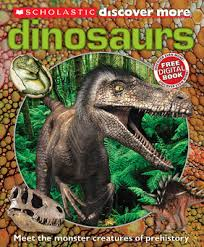 SCHOLASTIC discover more
dinosaurs
FREE
DIGITAL
BOOK
Meet the monster creatures of prehistory